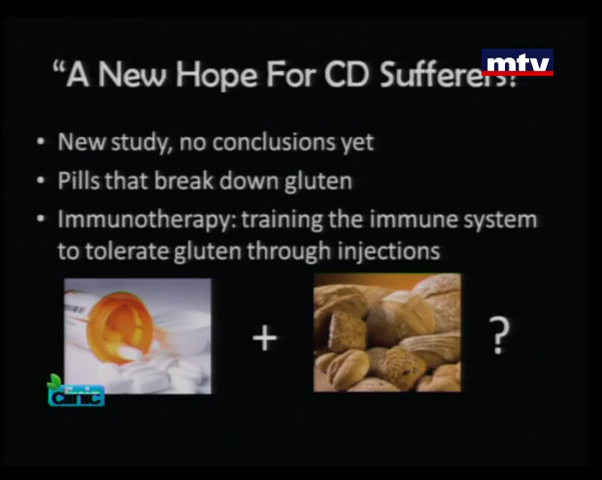 mtv
“A New Hope For CD Sufferers?
• New study, no conclusions yet
• Pills that break down gluten
• Immunotherapy: training the immune system
to tolerate gluten through injections
+
?
Clinic